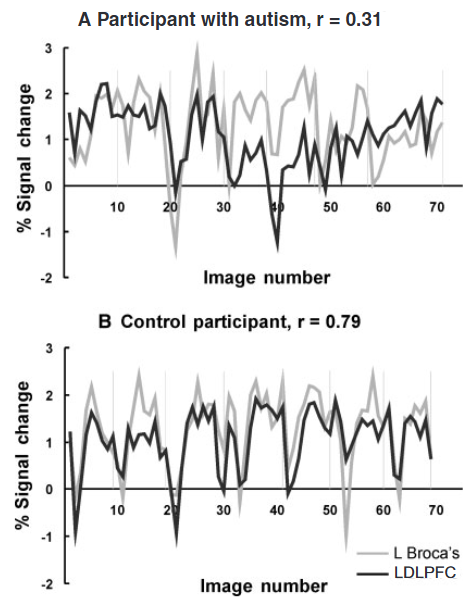 A Participant with autism, r = 0.31
% Signal change
3
2
1
0
-1
-2
10 20 30 40 50 60 70
Image number
B Control participant, r = 0.79
% Signal change
3
2
1
0
-1
-2
10 20 30 40 50 60 70
L Broca's
LDLPFC
Image number